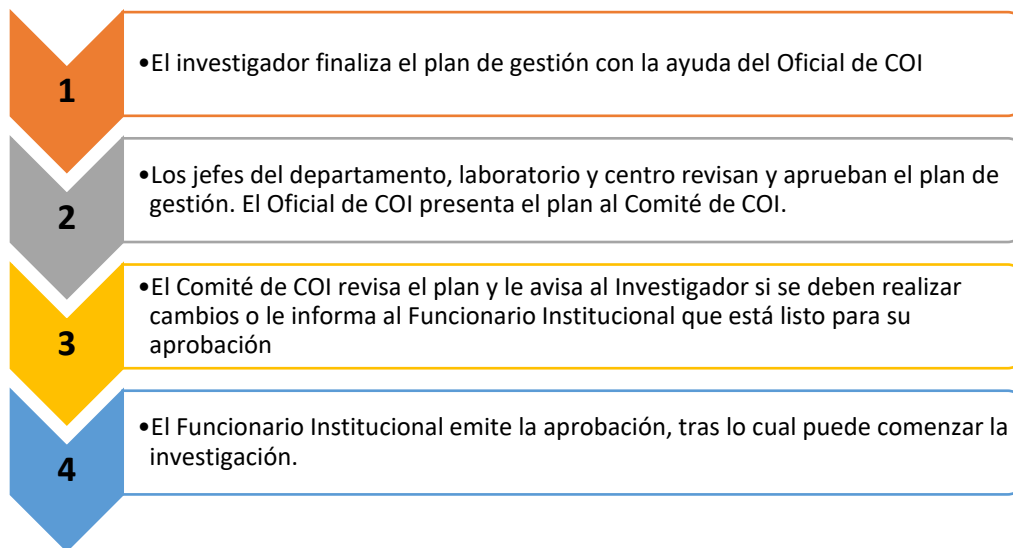 1
•El investigador finaliza el plan de gestión con la ayuda del Oficial de COI
2
•Los jefes del departamento, laboratorio y centro revisan y aprueban el plan de
gestión. El Oficial de COI presenta el plan al Comité de COI.
3
•El Comité de COI revisa el plan y le avisa al Investigador si se deben realizar
cambios o le informa al Funcionario Institucional que está listo para su
aprobación
4
•El Funcionario Institucional emite la aprobación, tras lo cual puede comenzar la
investigación.